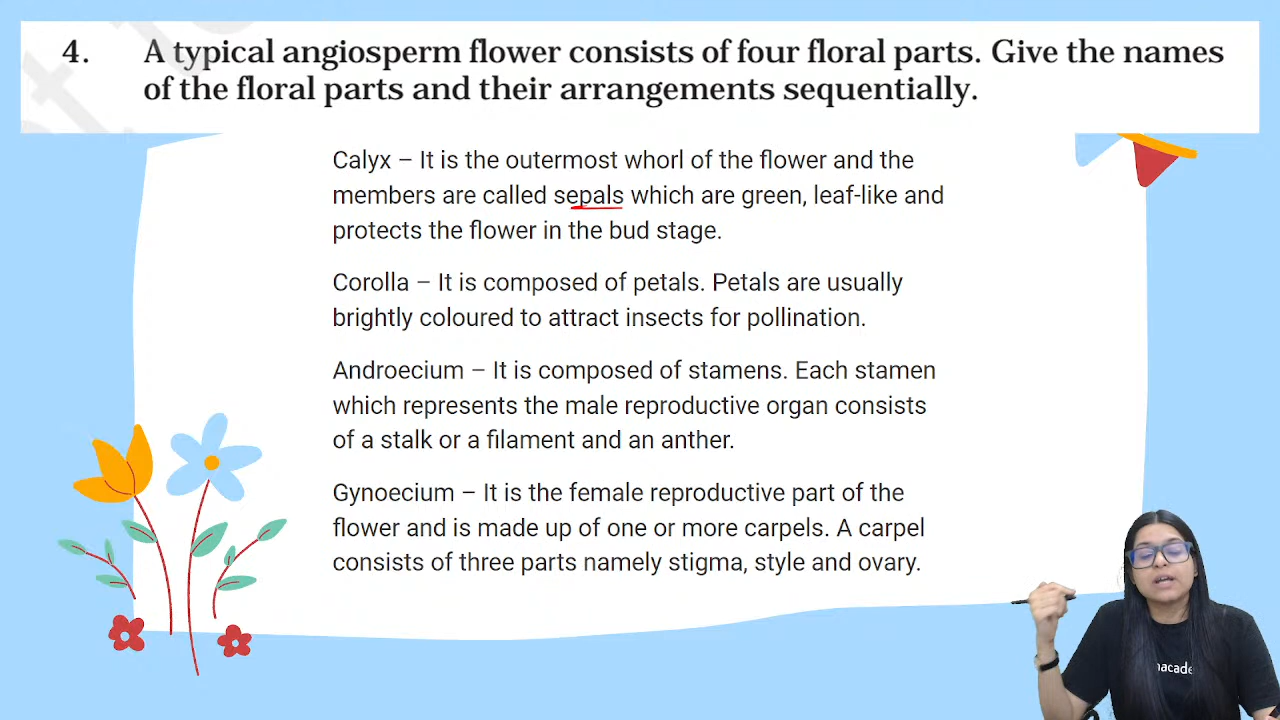 4. A typical angiosperm flower consists of four floral parts. Give the names
of the floral parts and their arrangements sequentially.
Calyx – It is the outermost whorl of the flower and the
members are called sepals which are green, leaf-like and
protects the flower in the bud stage.
Corolla – It is composed of petals. Petals are usually
brightly coloured to attract insects for pollination.
Androecium – It is composed of stamens. Each stamen
which represents the male reproductive organ consists
of a stalk or a filament and an anther.
Gynoecium – It is the female reproductive part of the
flower and is made up of one or more carpels. A carpel
consists of three parts namely stigma, style and ovary.